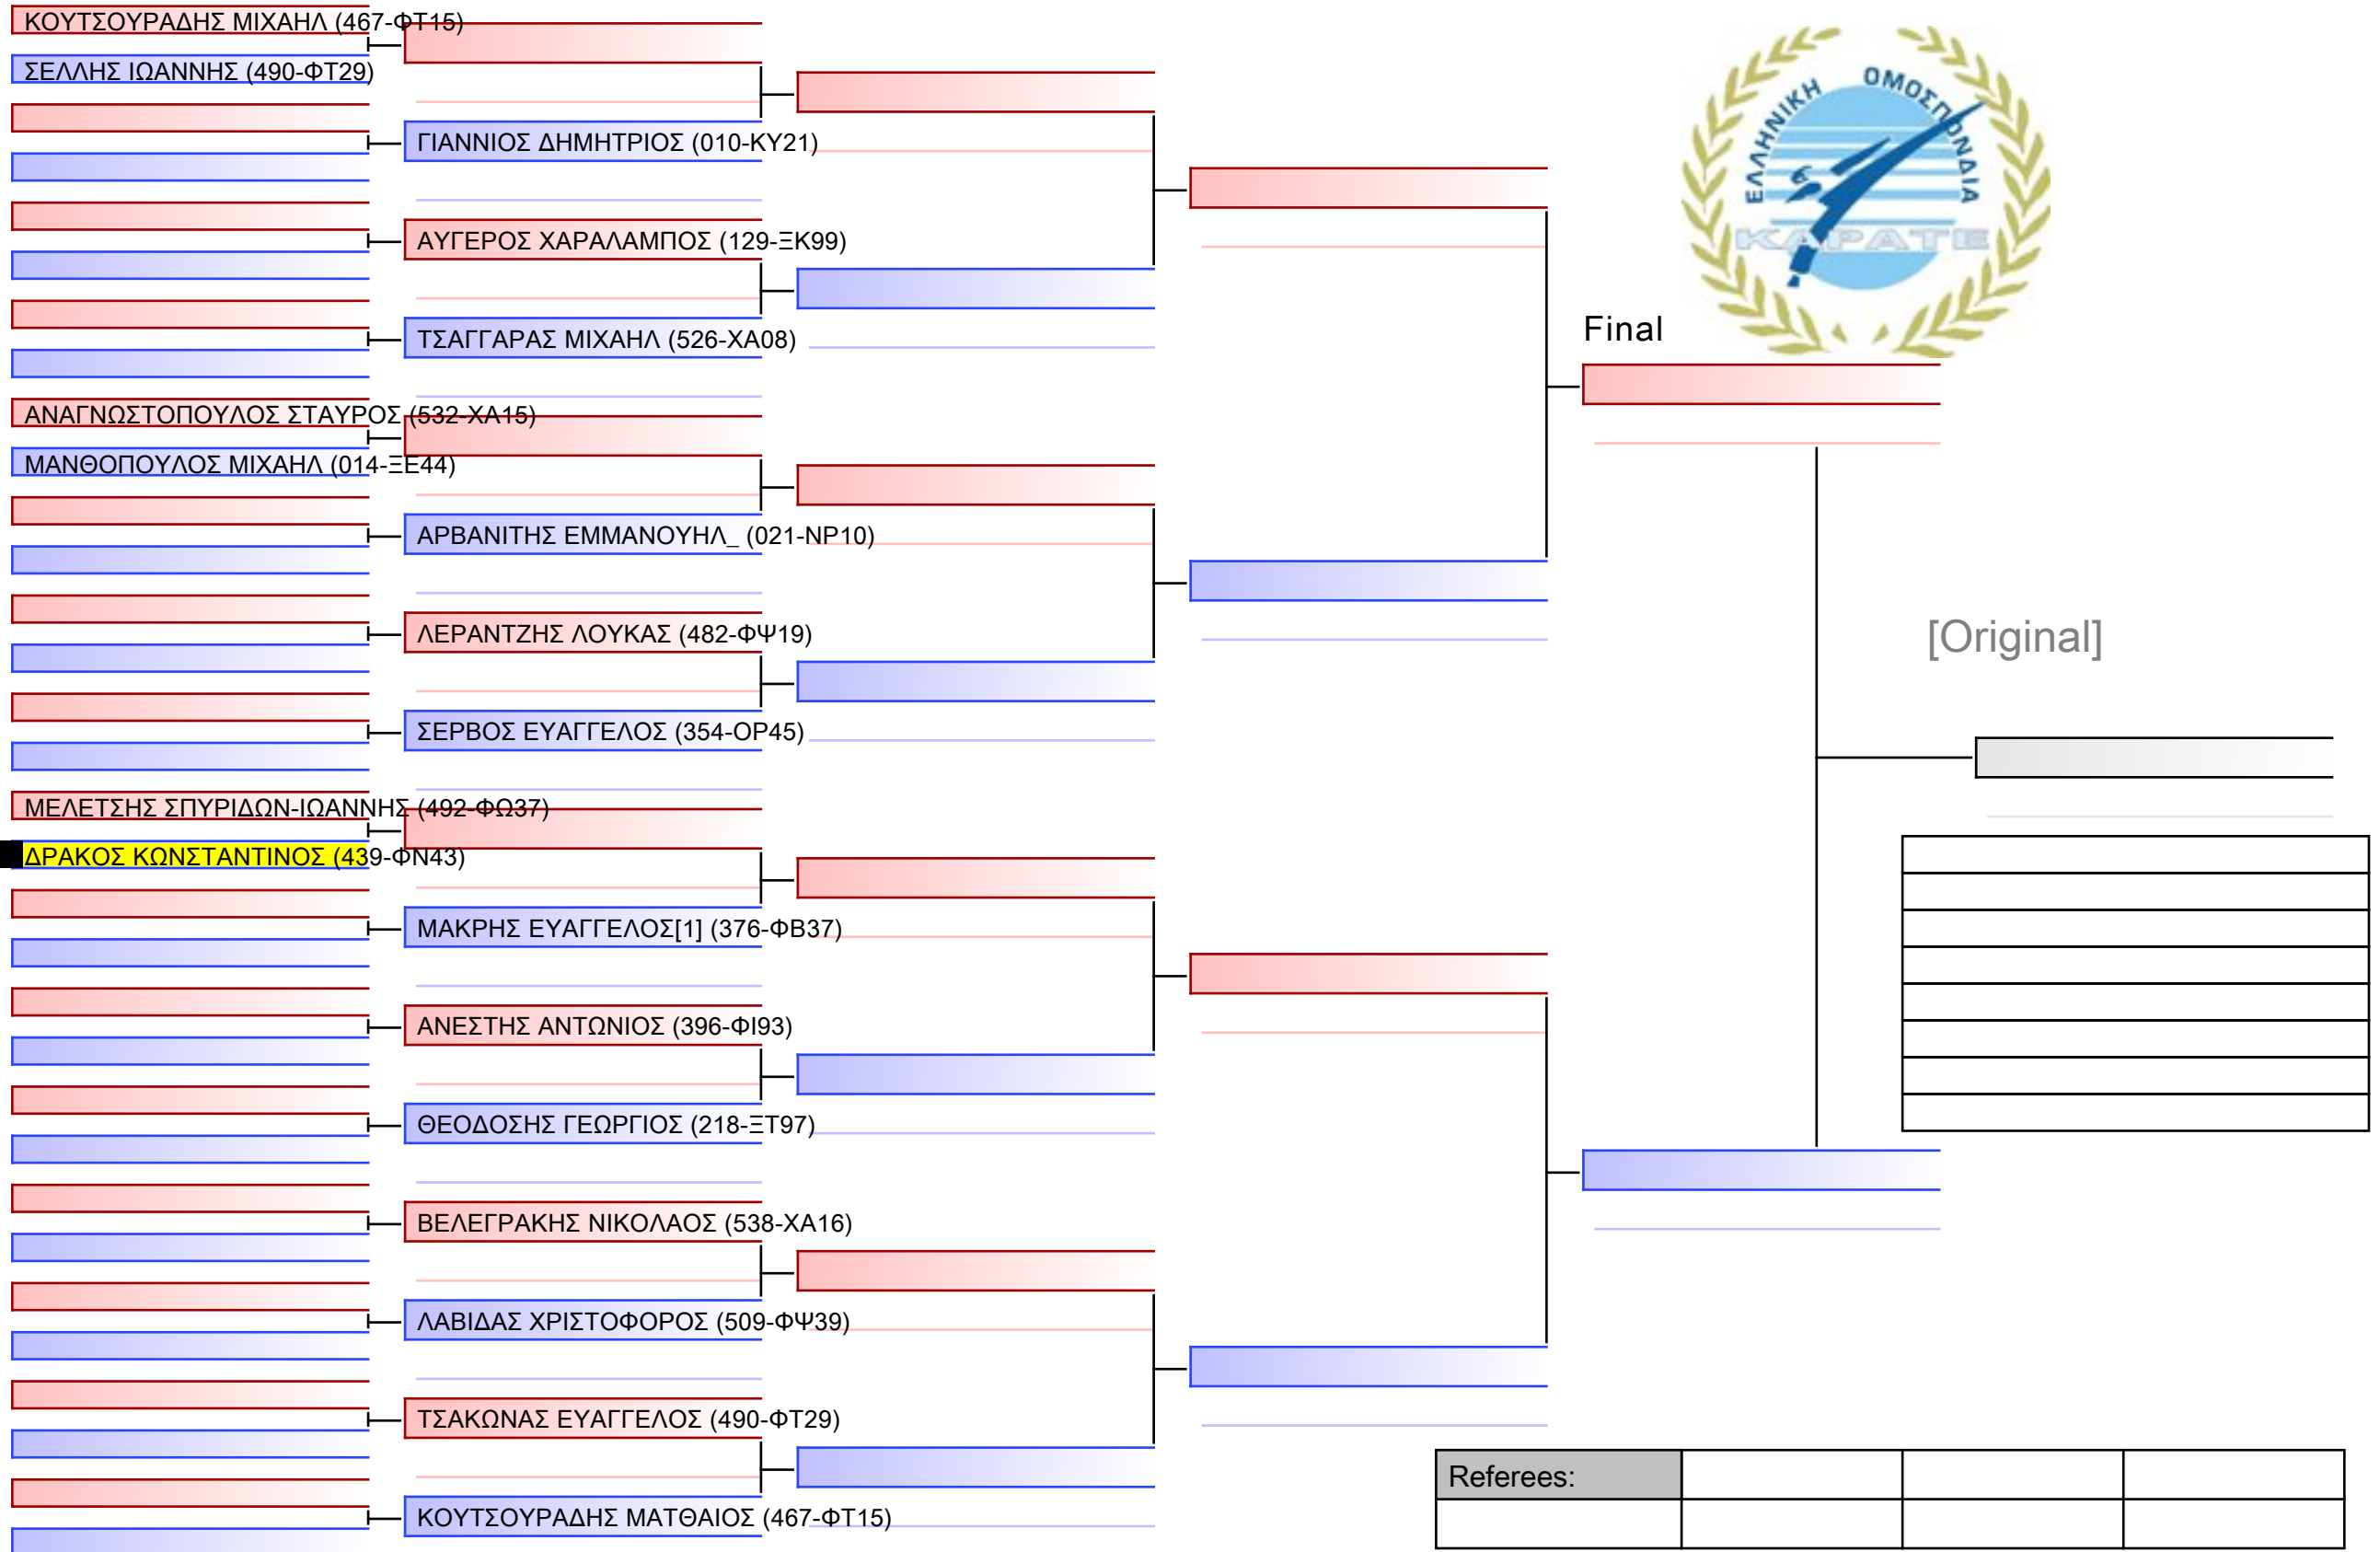 ΚΟΥΤΣΟΥΡΑΔΗΣ ΜΙΧΑΗΛ (467-ΦΤ15)
ΣΕΛΛΗΣ ΙΩΑΝΝΗΣ (490-ΦΤ29)
ΓΙΑΝΝΙΟΣ ΔΗΜΗΤΡΙΟΣ (010-ΚΥ21)
ΑΥΓΕΡΟΣ ΧΑΡΑΛΑΜΠΟΣ (129-ΞΚ99)
ΤΣΑΓΓΑΡΑΣ ΜΙΧΑΗΛ (526-ΧΑ08)
ΑΝΑΓΝΩΣΤΟΠΟΥΛΟΣ ΣΤΑΥΡΟΣ (532-ΧΑ15)
ΜΑΝΘΟΠΟΥΛΟΣ ΜΙΧΑΗΛ (014-ΞΕ44)
ΑΡΒΑΝΙΤΗΣ ΕΜΜΑΝΟΥΗΛ_ (021-ΝΡ10)
ΛΕΡΑΝΤΖΗΣ ΛΟΥΚΑΣ (482-ΦΨ19)
ΣΕΡΒΟΣ ΕΥΑΓΓΕΛΟΣ (354-ΟΡ45)
ΜΕΛΕΤΣΗΣ ΣΠΥΡΙΔΩΝ-ΙΩΑΝΝΗΣ (492-ΦΩ37)
ΔΡΑΚΟΣ ΚΩΝΣΤΑΝΤΙΝΟΣ (439-ΦΝ43)
ΜΑΚΡΗΣ ΕΥΑΓΓΕΛΟΣ[1] (376-ΦΒ37)
ΑΝΕΣΤΗΣ ΑΝΤΩΝΙΟΣ (396-ΦΙ93)
ΘΕΟΔΟΣΗΣ ΓΕΩΡΓΙΟΣ (218-ΞΤ97)
ΒΕΛΕΓΡΑΚΗΣ ΝΙΚΟΛΑΟΣ (538-ΧΑ16)
ΛΑΒΙΔΑΣ ΧΡΙΣΤΟΦΟΡΟΣ (509-ΦΨ39)
ΤΣΑΚΩΝΑΣ ΕΥΑΓΓΕΛΟΣ (490-ΦΤ29)
ΚΟΥΤΣΟΥΡΑΔΗΣ ΜΑΤΘΑΙΟΣ (467-ΦΤ15)
ΕΛΛΗΝΙΚΗ ΟΜΟΣΠΟΝΔΙΑ
ΚΑΡΑΤΕ
Final
[Original]
Referees: